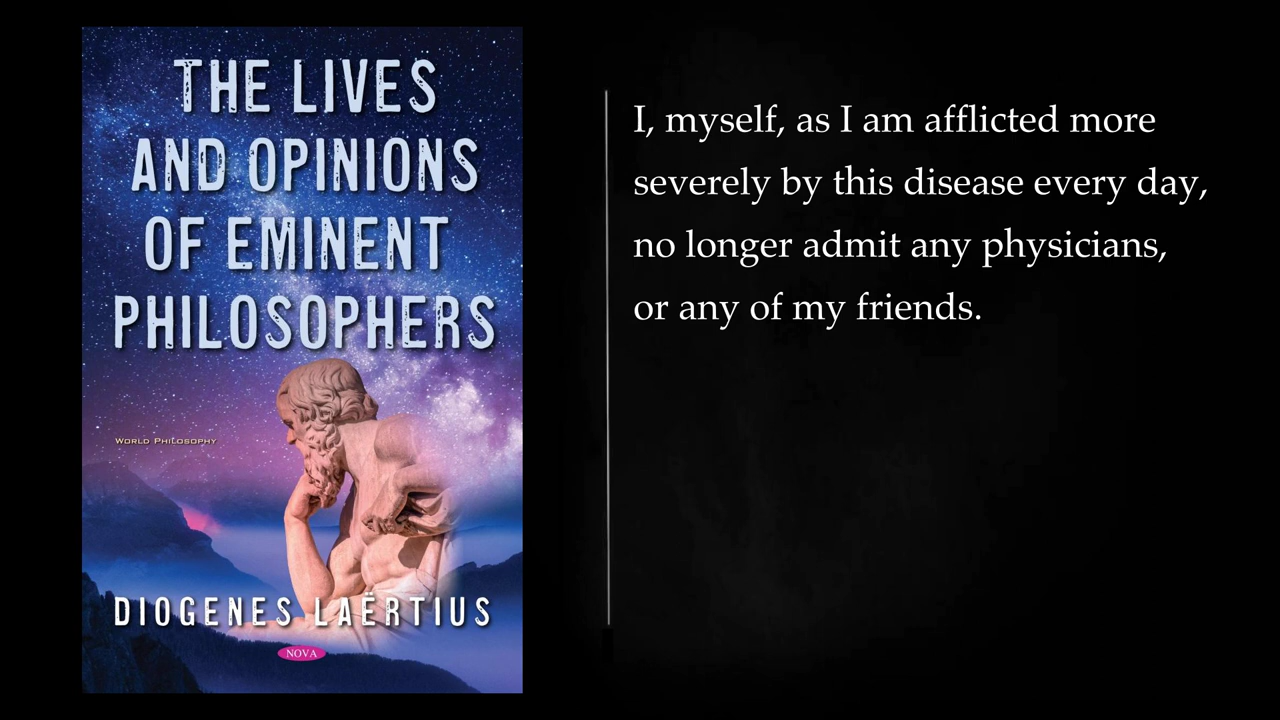 THE LIVES
AND OPINIONS
OF EMINENT
PHILOSOPHERS
WORLD PHILOSOPHY
DIOGENES LAËRTIUS
NOVA
I, myself, as I am afflicted more
severely by this disease every day,
no longer admit any physicians,
or any of my friends.